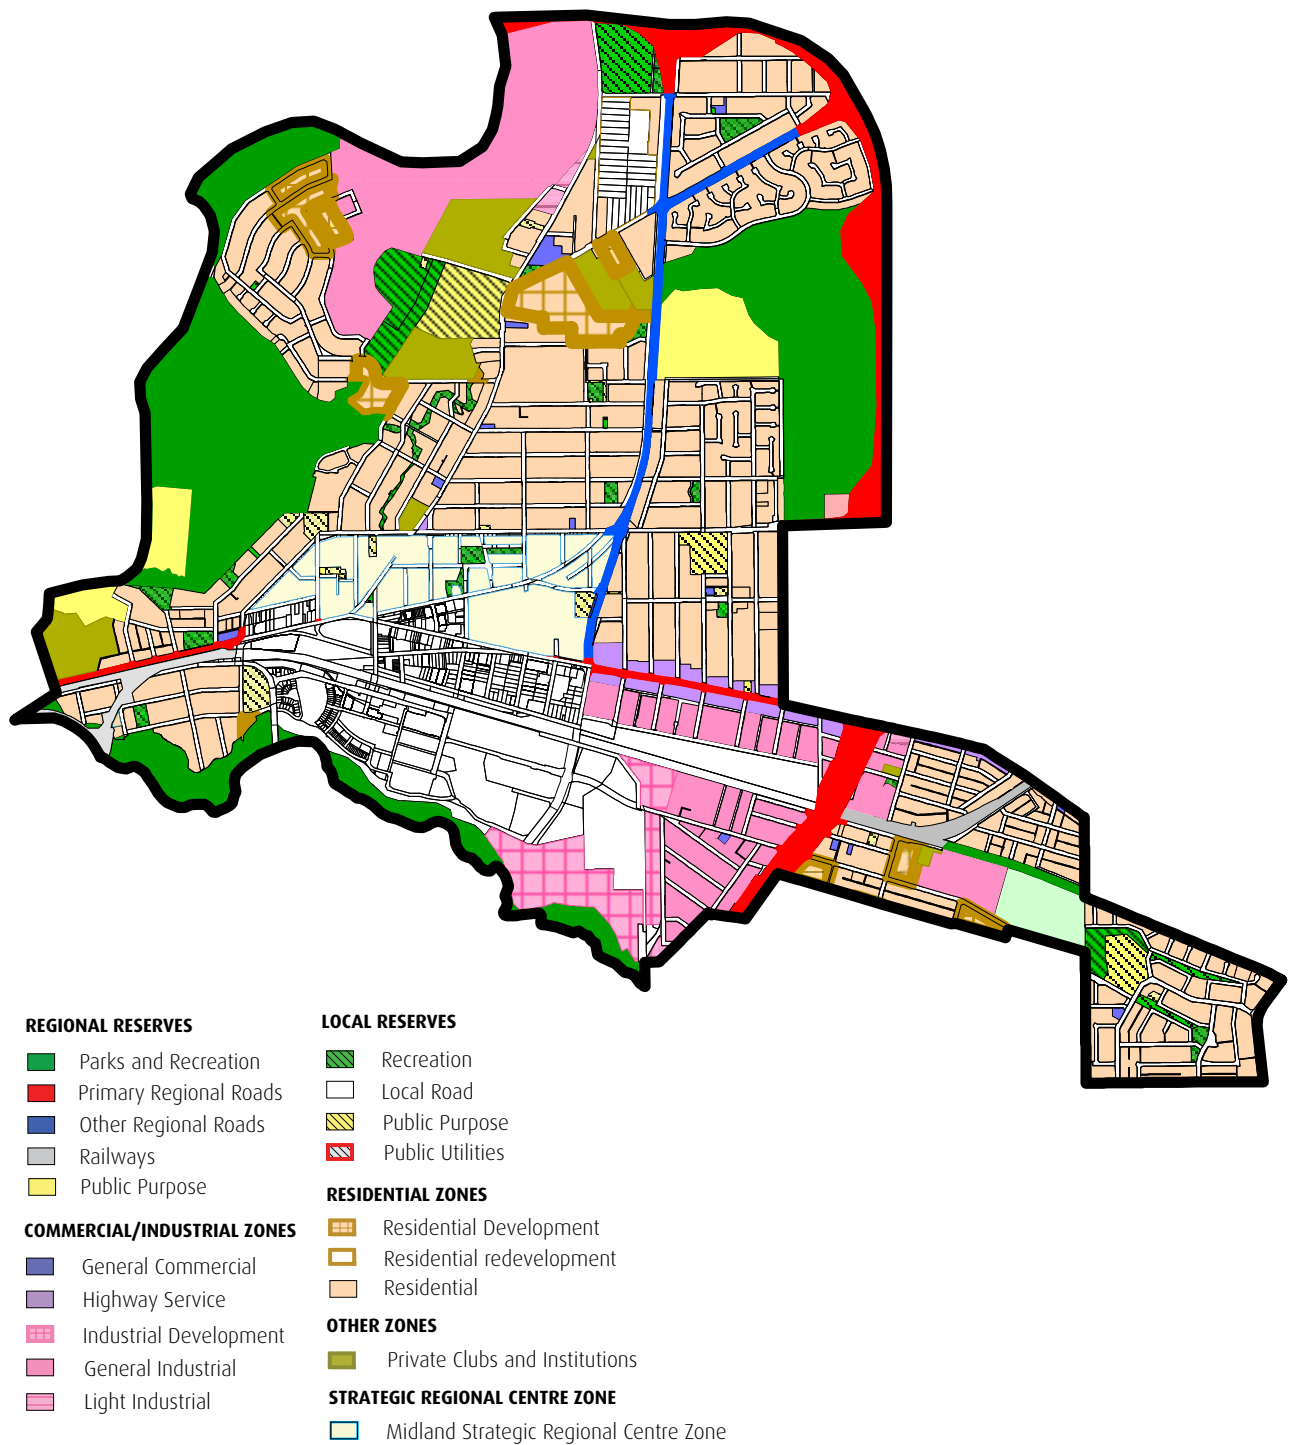 REGIONAL RESERVES
Parks and Recreation
Primary Regional Roads
Other Regional Roads
Railways
Public Purpose
COMMERCIAL/INDUSTRIAL ZONES
General Commercial
Highway Service
Industrial Development
General Industrial
Light Industrial
LOCAL RESERVES
Recreation
Local Road
Public Purpose
Public Utilities
RESIDENTIAL ZONES
Residential Development
Residential redevelopment
Residential
OTHER ZONES
Private Clubs and Institutions
STRATEGIC REGIONAL CENTRE ZONE
Midland Strategic Regional Centre Zone